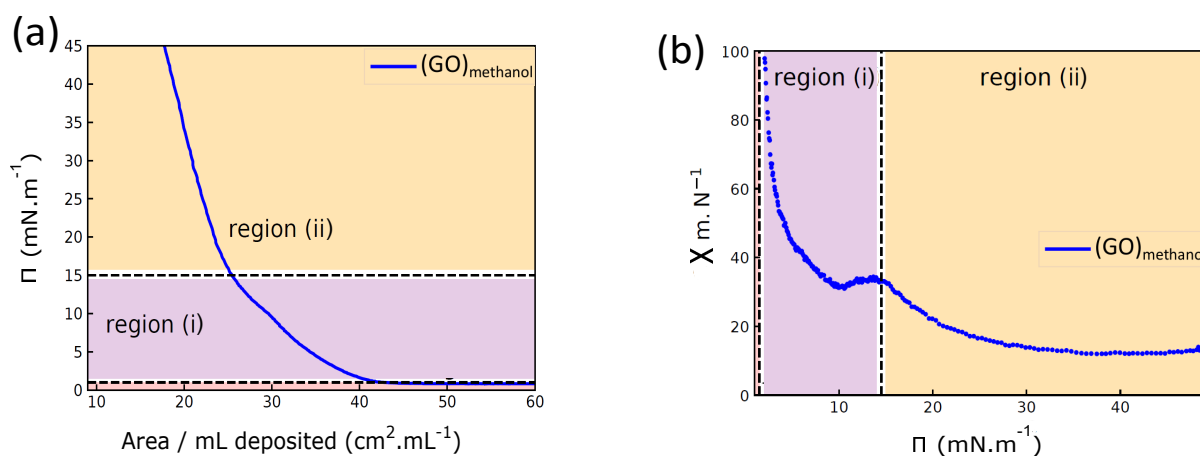 (a)
45
40
35
30
25
20
15
10
5
0
Π (mN.m⁻¹)
(GO)methanol
region (ii)
region (i)
10 20 30 40 50 60
Area / mL deposited (cm².mL⁻¹)
(b)
100
80
60
40
20
0
χ m. N⁻¹
region (i) region (ii)
(GO)methanol
10 20 30 40
Π (mN.m⁻¹)